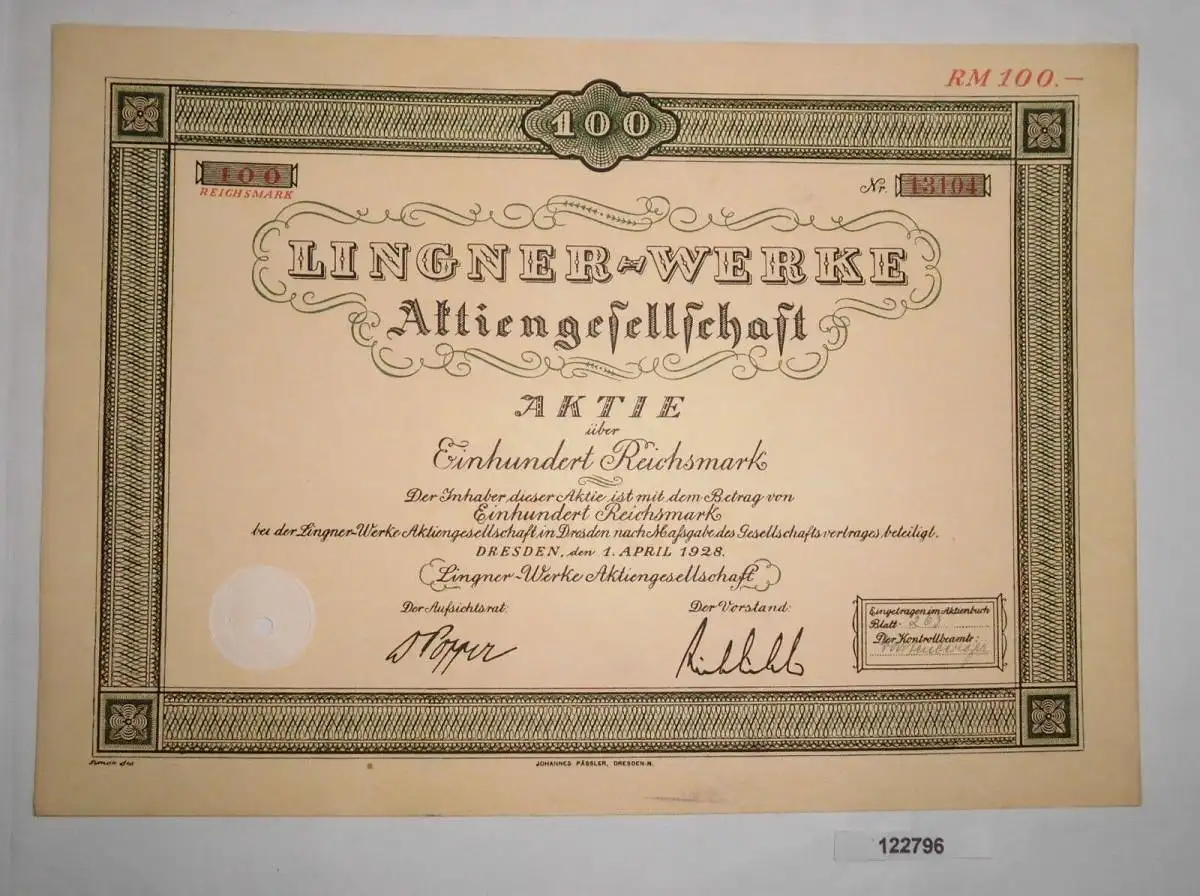 RM 100.—
100
100
REICHSMARK
Nr. 13104
LINGNER-WERKE
Aktiengeſellſchaft
AKTIE
über
Einhundert Reichsmark
Der Inhaber dieser Aktie ist mit dem Betrag von
Einhundert Reichsmark
bei der Lingner-Werke Aktiengesellschaft in Dresden nach Maßgabe des Gesellschaftsvertrages beteiligt.
DRESDEN, den 1. APRIL 1928.
Lingner-Werke Aktiengesellschaft
Der Aufsichtsrat:
Der Vorstand:
Eingetragen im Aktienbuch
Blatt 263
Der Kontrollbeamte:
JOHANNES PÄSSLER, DRESDEN-N.
122796